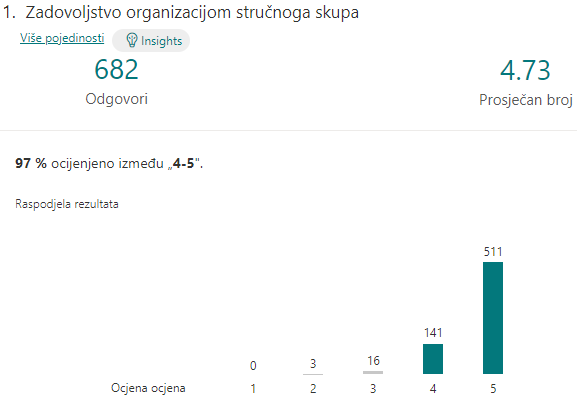 1. Zadovoljstvo organizacijom stručnoga skupa
Više pojedinosti
Insights
682
Odgovori
4.73
Prosječan broj
97 % ocijenjeno između „4-5".
Raspodjela rezultata
0
3
16
141
511
Ocjena ocjena
1
2
3
4
5